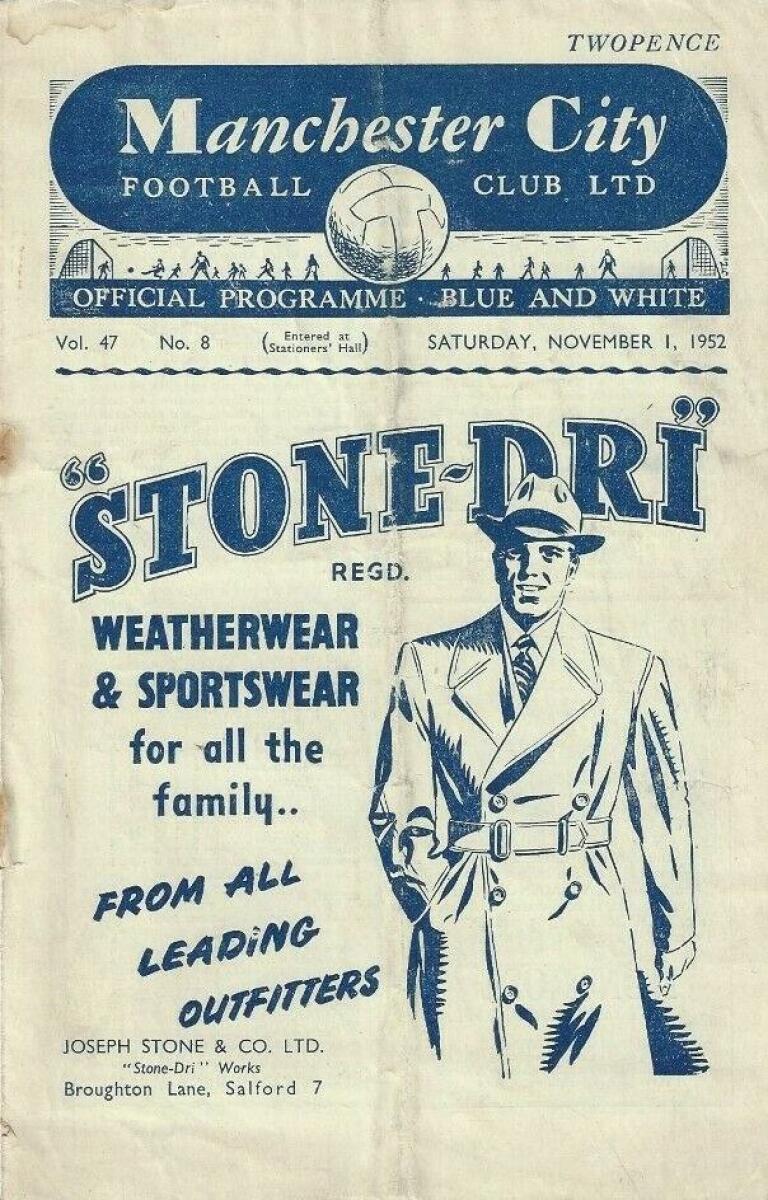 TWOPENCE
Manchester City
FOOTBALL CLUB LTD
OFFICIAL PROGRAMME · BLUE AND WHITE
Vol. 47 No. 8 (Entered at Stationers' Hall) SATURDAY, NOVEMBER 1, 1952
"STONE-DRI"
REGD.
WEATHERWEAR
& SPORTSWEAR
for all the
family..
FROM ALL
LEADING
OUTFITTERS
JOSEPH STONE & CO. LTD.
"Stone-Dri" Works
Broughton Lane, Salford 7